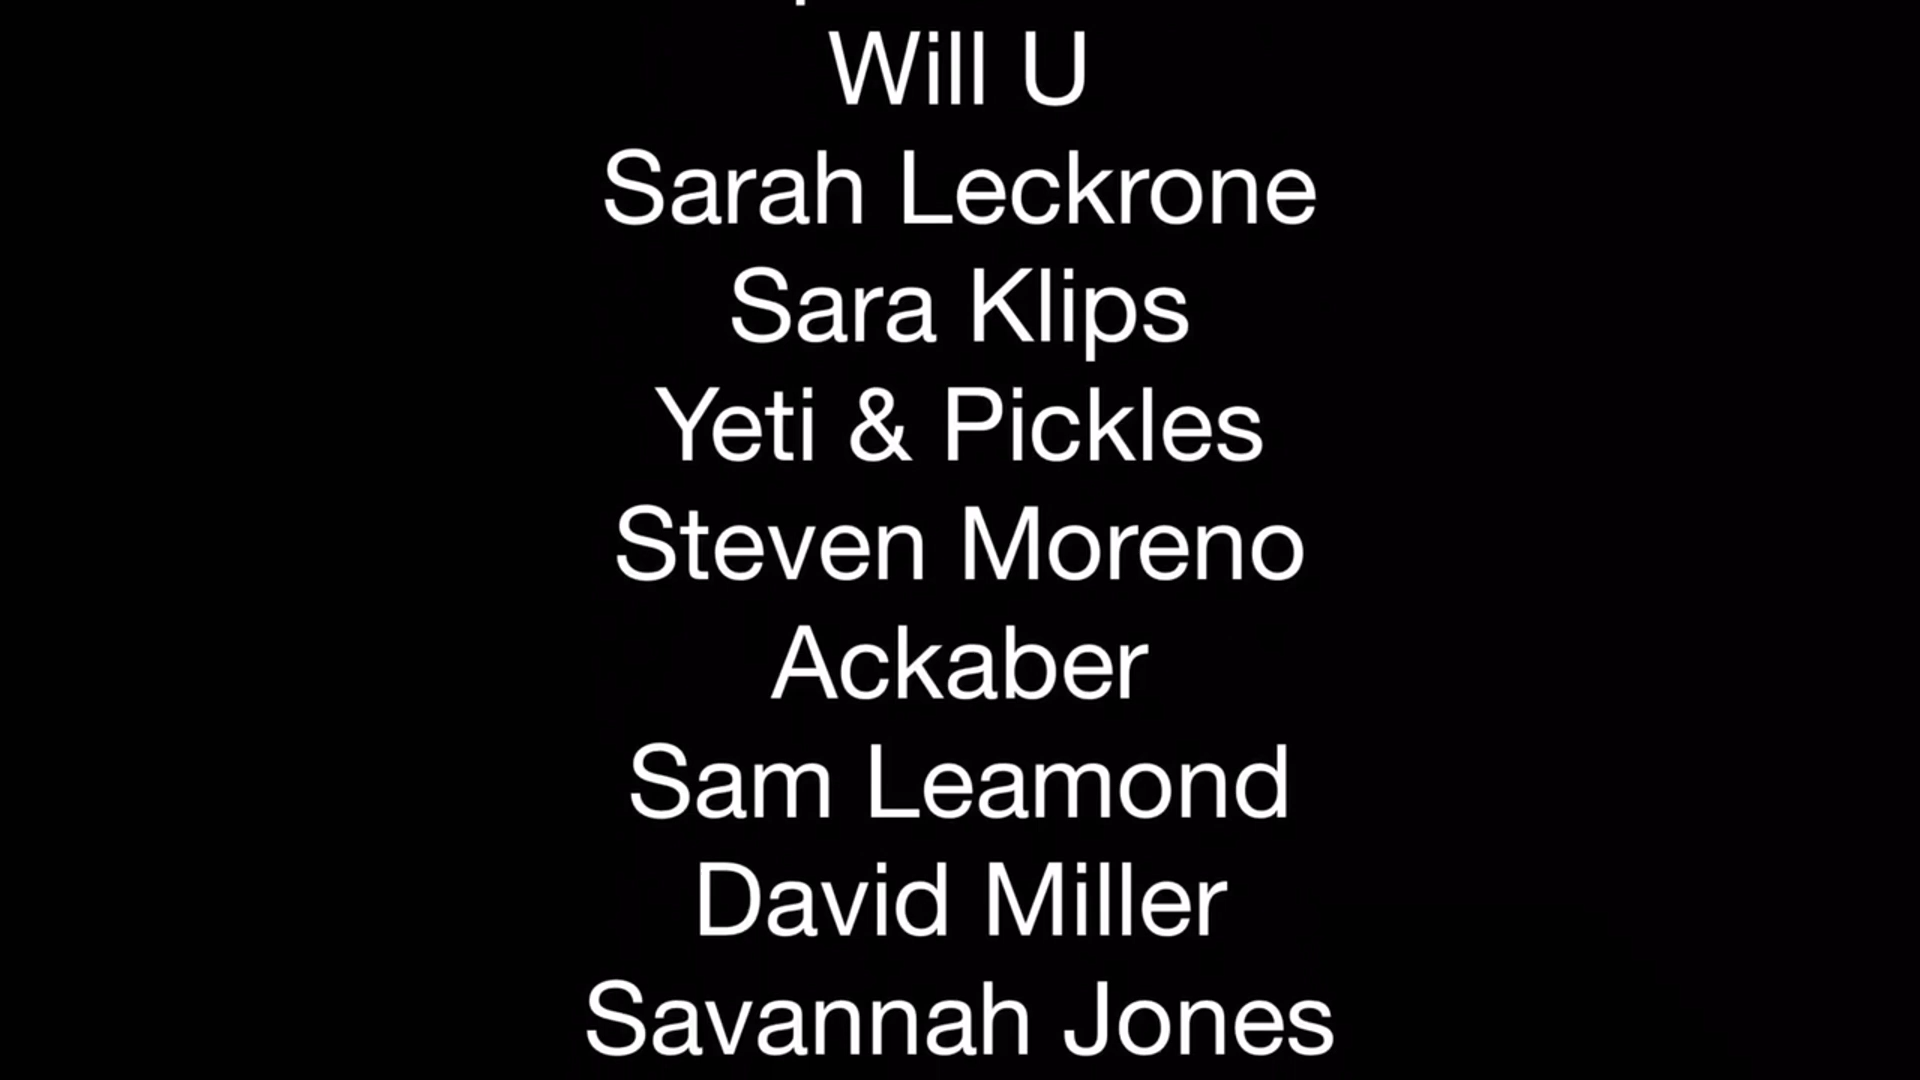 Will U
Sarah Leckrone
Sara Klips
Yeti & Pickles
Steven Moreno
Ackaber
Sam Leamond
David Miller
Savannah Jones